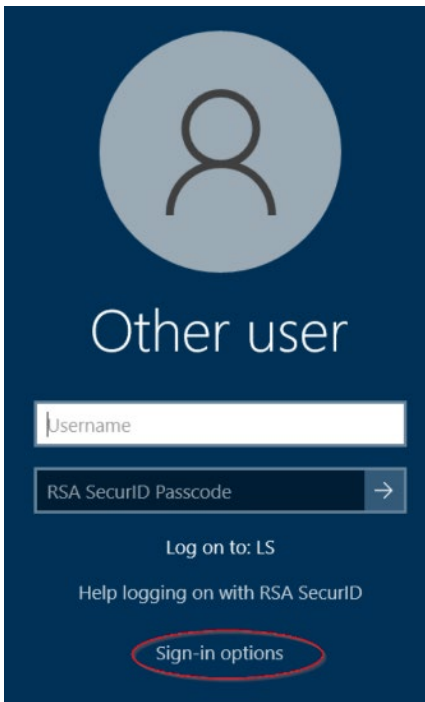 Other user
Username
RSA SecurID Passcode
Log on to: LS
Help logging on with RSA SecurID
Sign-in options